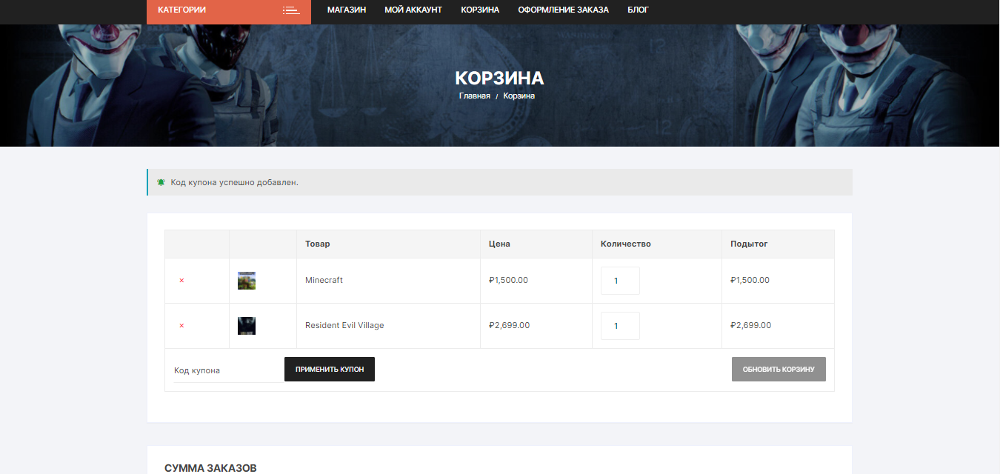 КАТЕГОРИИ МАГАЗИН МОЙ АККАУНТ КОРЗИНА ОФОРМЛЕНИЕ ЗАКАЗА БЛОГ
КОРЗИНА
Главная / Корзина
Код купона успешно добавлен.
Товар Цена Количество Подытог
× Minecraft ₽1,500.00 1 ₽1,500.00
× Resident Evil Village ₽2,699.00 1 ₽2,699.00
Код купона ПРИМЕНИТЬ КУПОН ОБНОВИТЬ КОРЗИНУ
СУММА ЗАКАЗОВ